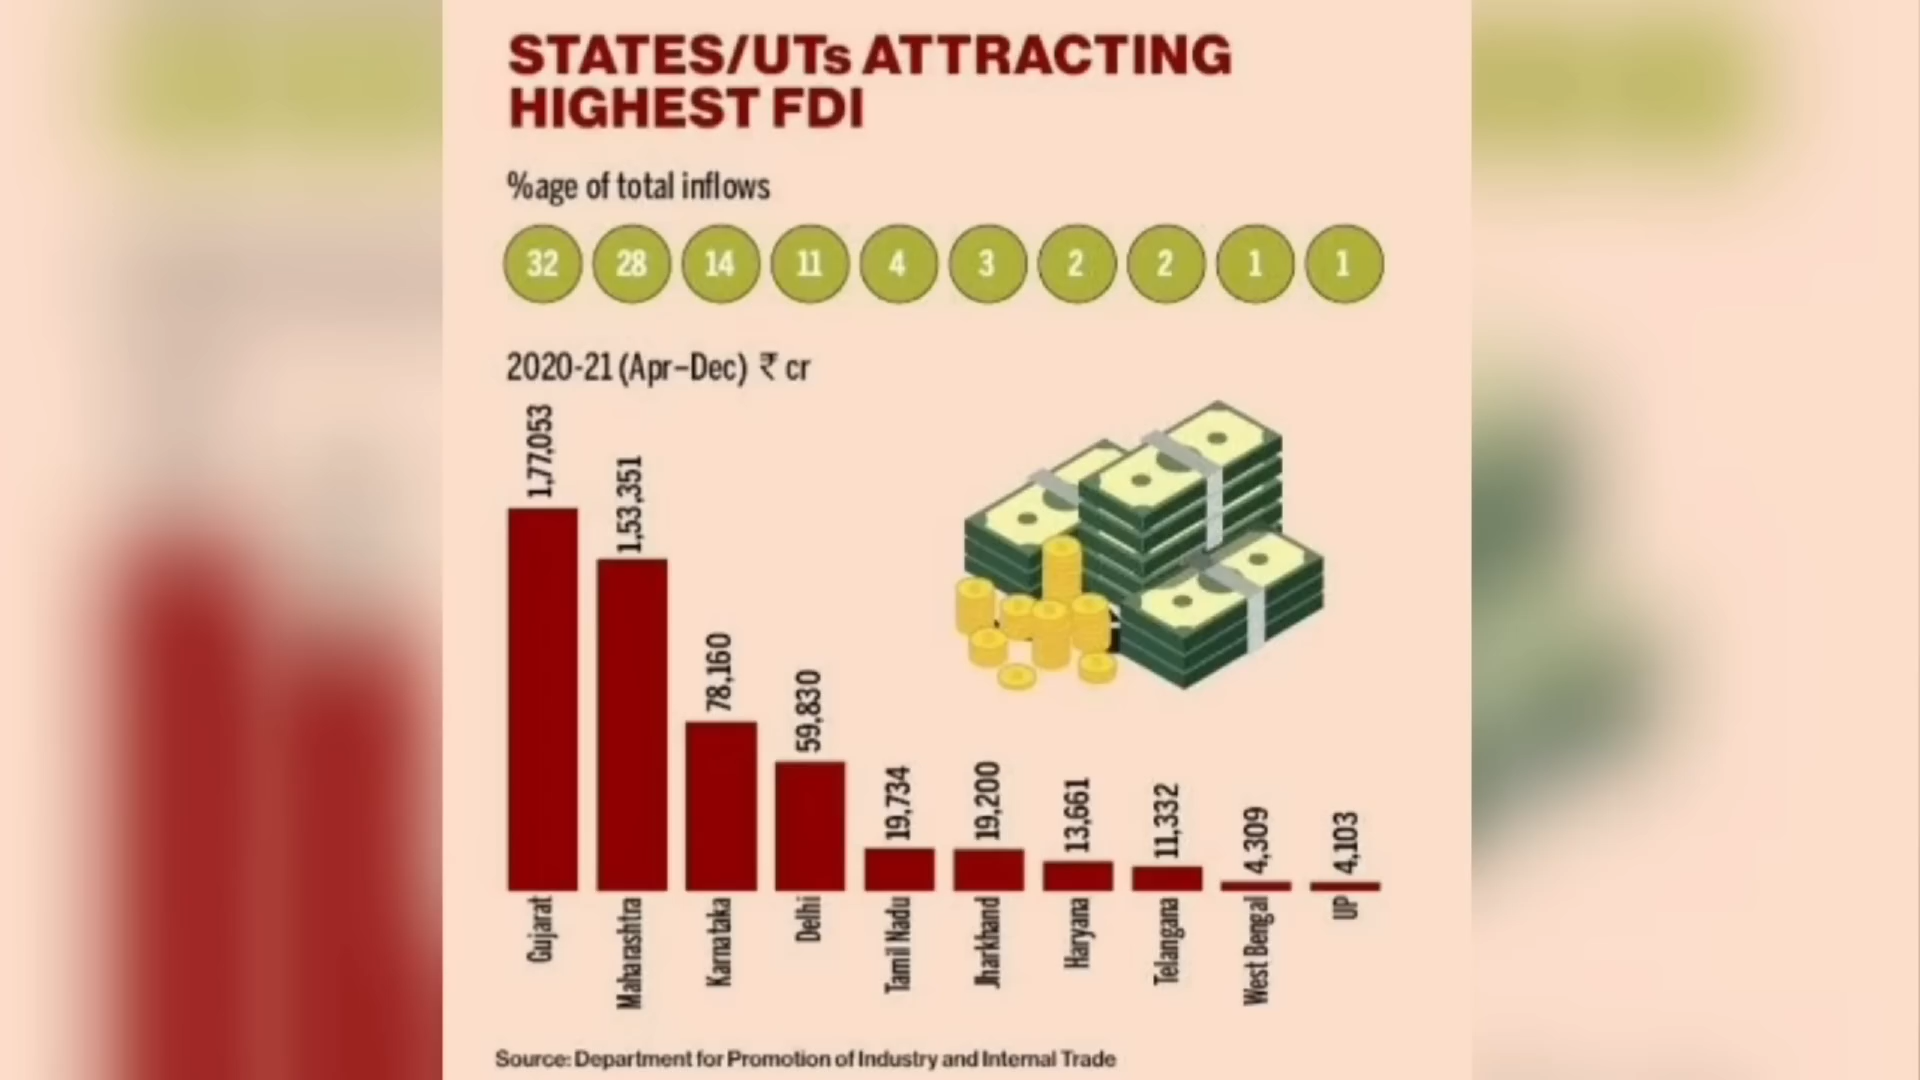 STATES/UTs ATTRACTING
HIGHEST FDI
%age of total inflows
32 28 14 11 4 3 2 2 1 1
2020-21 (Apr–Dec) ₹ cr
1,77,053
1,53,351
78,160
59,830
19,734
19,200
13,661
11,332
4,309
4,103
Gujarat
Maharashtra
Karnataka
Delhi
Tamil Nadu
Jharkhand
Haryana
Telangana
West Bengal
UP
Source: Department for Promotion of Industry and Internal Trade